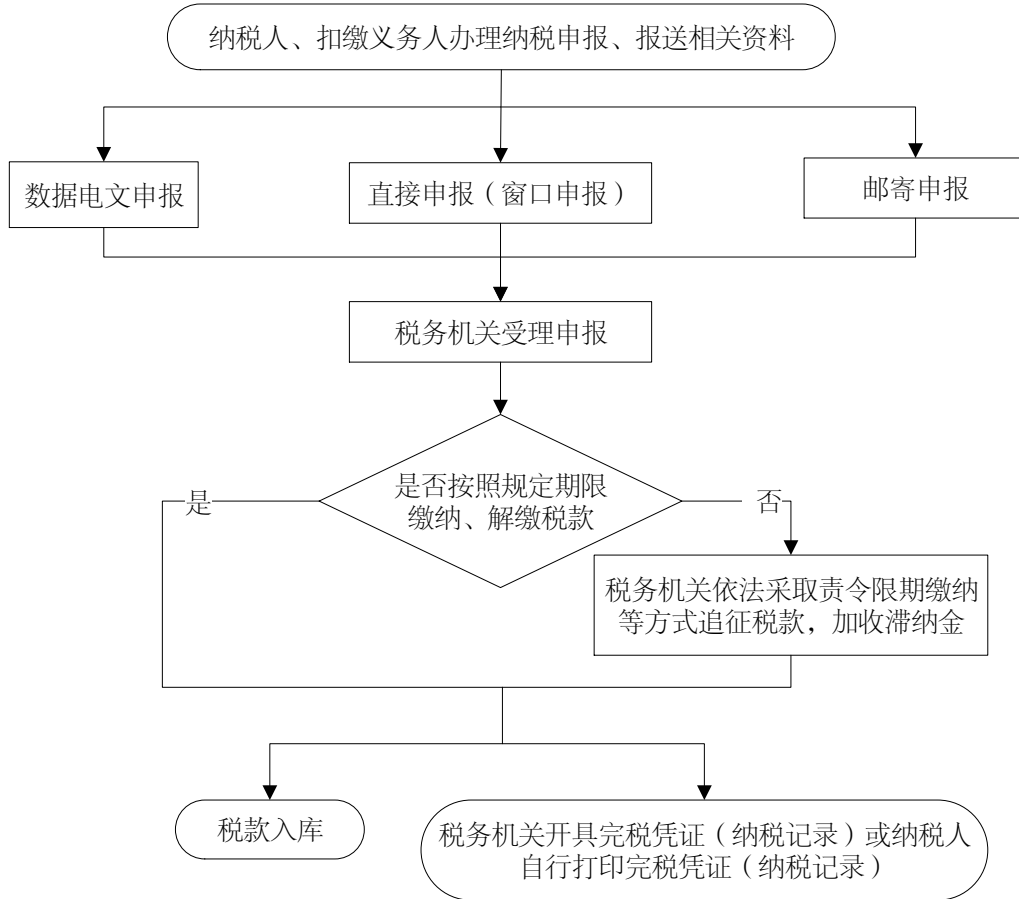 纳税人、扣缴义务人办理纳税申报、报送相关资料
数据电文申报
直接申报（窗口申报）
邮寄申报
税务机关受理申报
是否按照规定期限
缴纳、解缴税款
是
否
税务机关依法采取责令限期缴纳
等方式追征税款，加收滞纳金
税款入库
税务机关开具完税凭证（纳税记录）或纳税人
自行打印完税凭证（纳税记录）